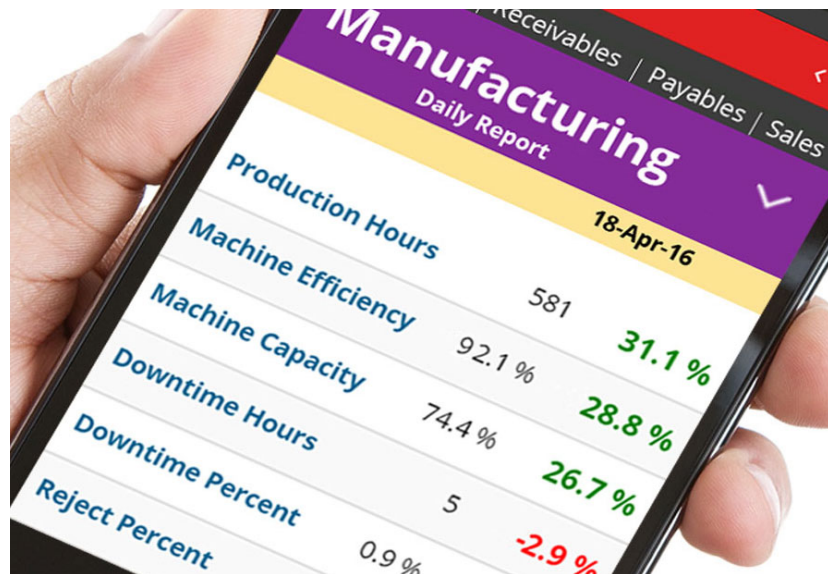 | Receivables | Payables | Sales
Manufacturing
Daily Report
18-Apr-16
Production Hours 581 31.1 %
Machine Efficiency 92.1 % 28.8 %
Machine Capacity 74.4 % 26.7 %
Downtime Hours 5 -2.9 %
Downtime Percent 0.9 %
Reject Percent